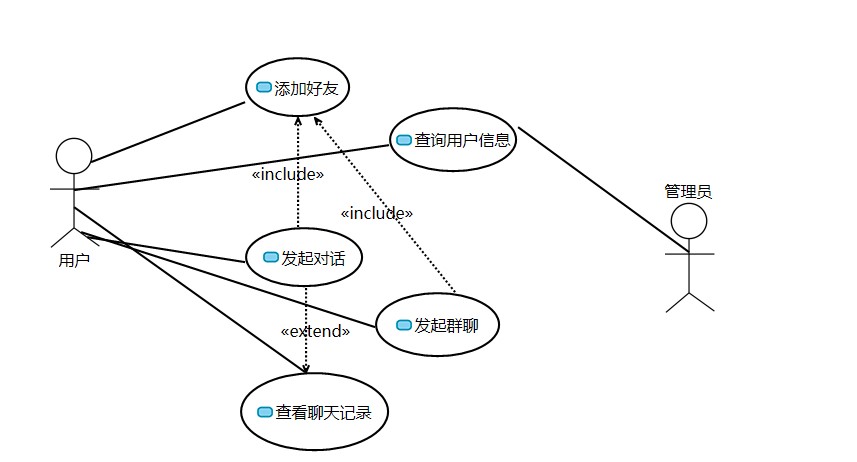 添加好友
查询用户信息
«include»
管理员
«include»
用户
发起对话
«extend»
发起群聊
查看聊天记录